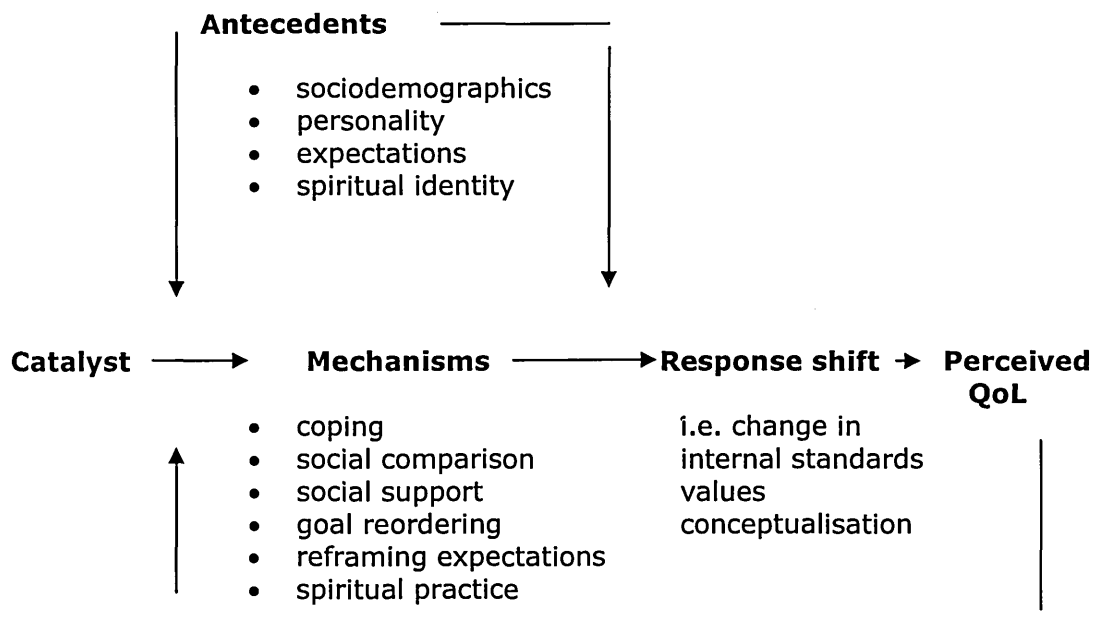 Antecedents
• sociodemographics
• personality
• expectations
• spiritual identity
Catalyst
Mechanisms
• coping
• social comparison
• social support
• goal reordering
• reframing expectations
• spiritual practice
Response shift
i.e. change in
internal standards
values
conceptualisation
Perceived
QoL